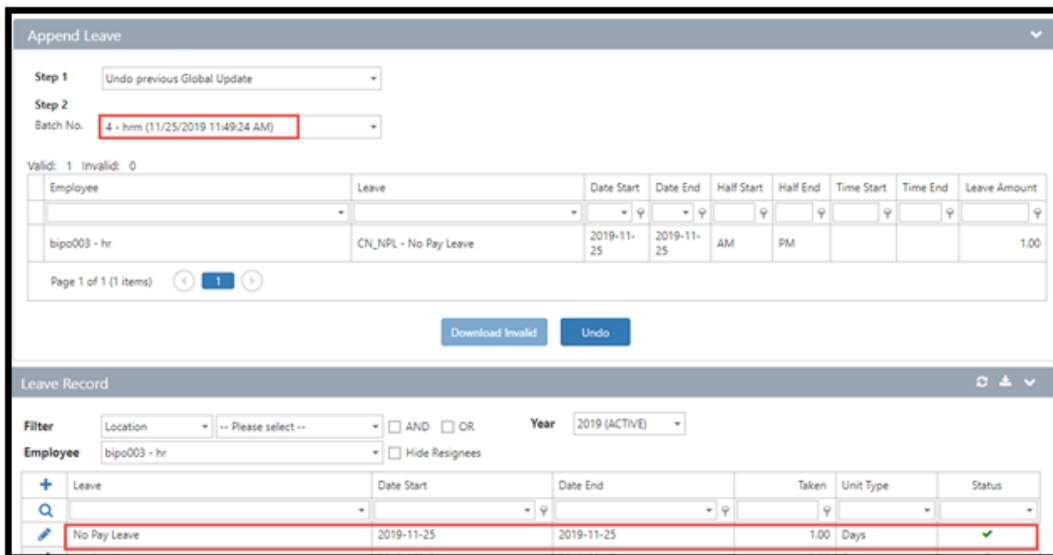 Append Leave
Step 1 Undo previous Global Update
Step 2
Batch No. 4 - hrm (11/25/2019 11:49:24 AM)
Valid: 1 Invalid: 0
Employee Leave Date Start Date End Half Start Half End Time Start Time End Leave Amount
bipo003 - hr CN_NPL - No Pay Leave 2019-11-25 2019-11-25 AM PM 1.00
Page 1 of 1 (1 items) 1
Download Invalid Undo
Leave Record
Filter Location -- Please select -- AND OR Year 2019 (ACTIVE)
Employee bipo003 - hr Hide Resignees
Leave Date Start Date End Taken Unit Type Status
No Pay Leave 2019-11-25 2019-11-25 1.00 Days